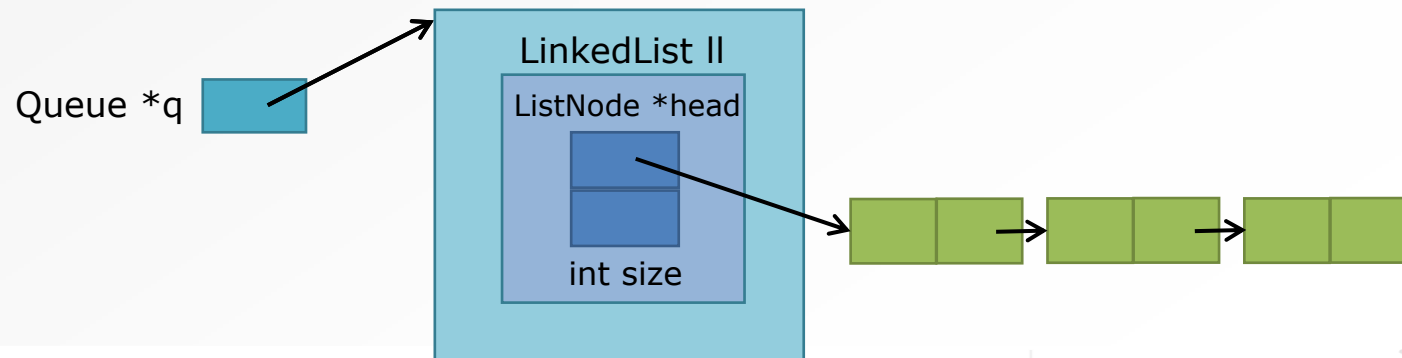 LinkedList ll
Queue *q
ListNode *head
int size